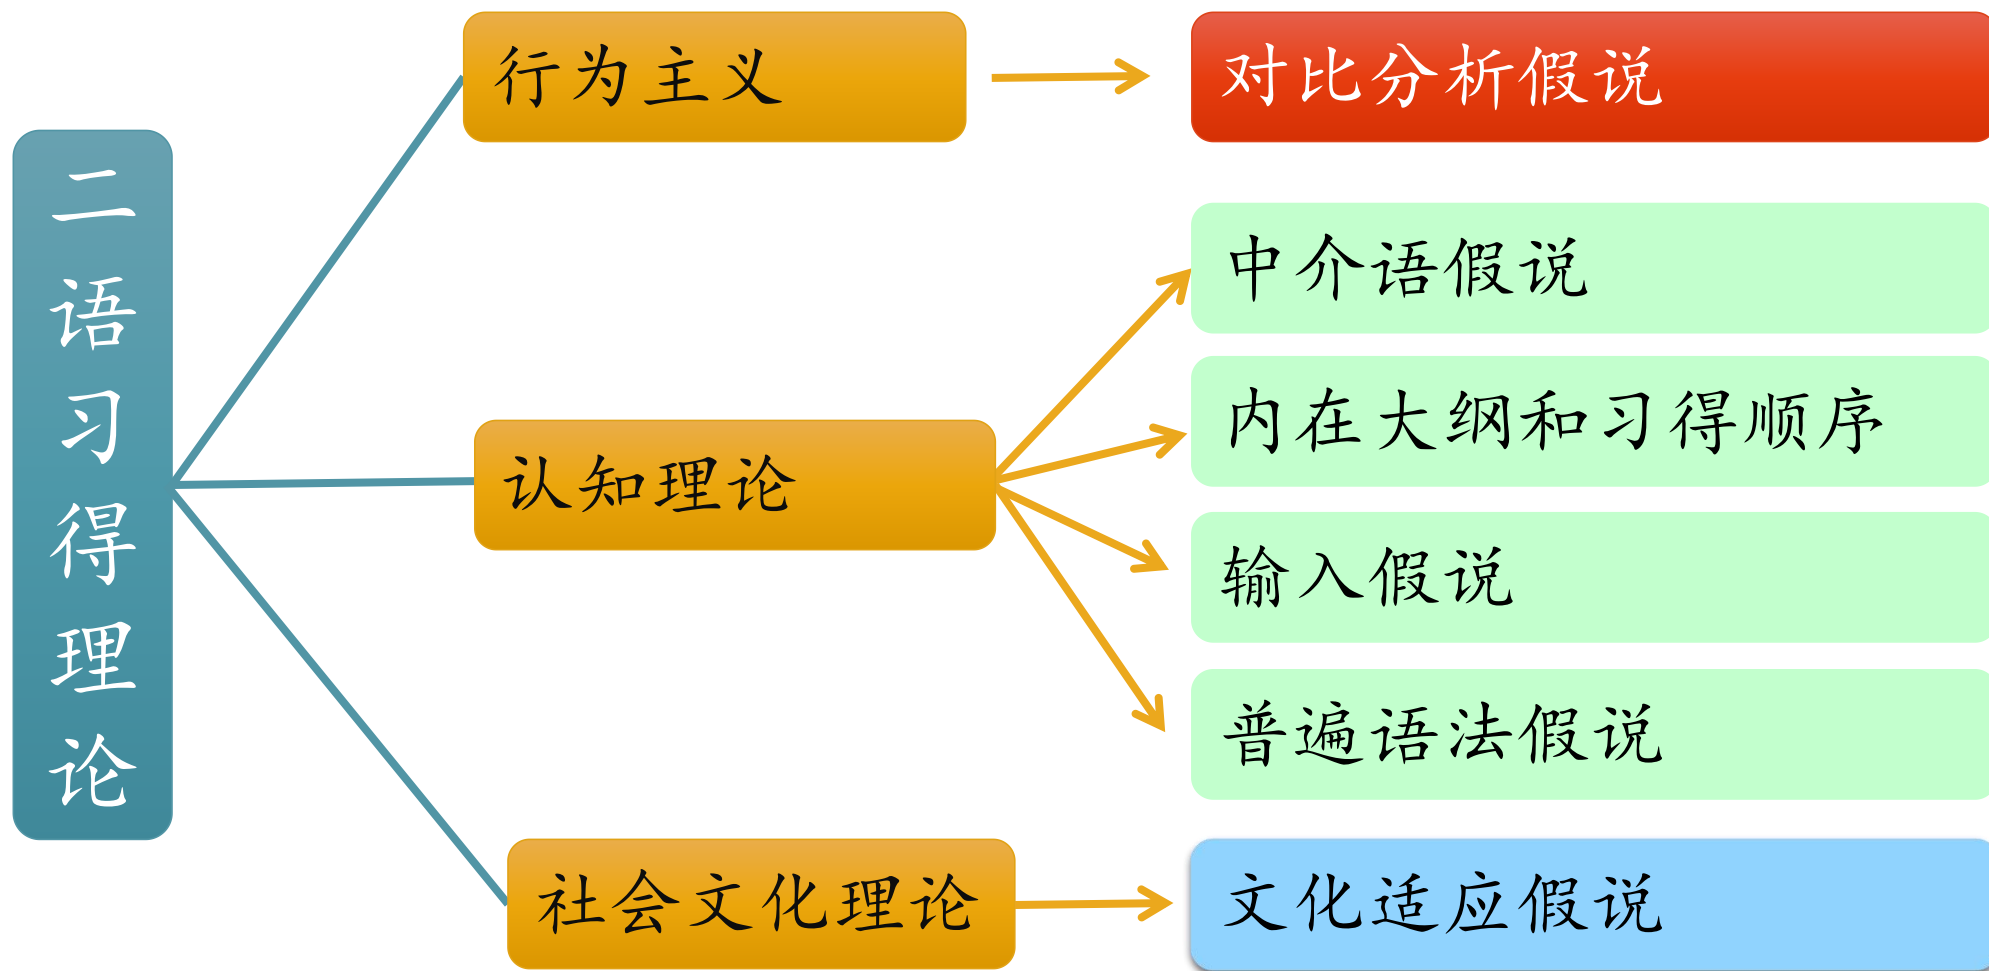 二语习得理论
行为主义
对比分析假说
认知理论
中介语假说
内在大纲和习得顺序
输入假说
普遍语法假说
社会文化理论
文化适应假说